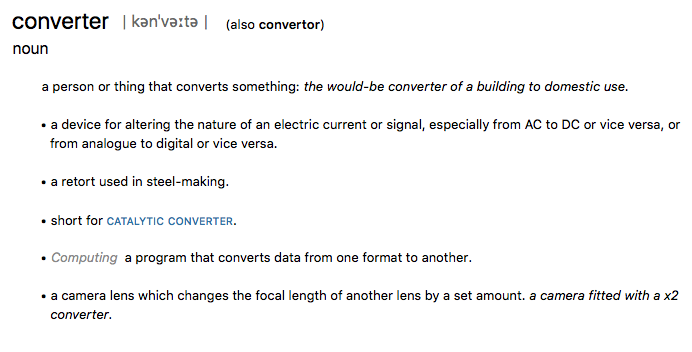 converter | kənˈvəːtə | (also convertor)
noun
a person or thing that converts something: the would-be converter of a building to domestic use.
• a device for altering the nature of an electric current or signal, especially from AC to DC or vice versa, or
from analogue to digital or vice versa.
• a retort used in steel-making.
• short for CATALYTIC CONVERTER.
• Computing a program that converts data from one format to another.
• a camera lens which changes the focal length of another lens by a set amount. a camera fitted with a x2
converter.